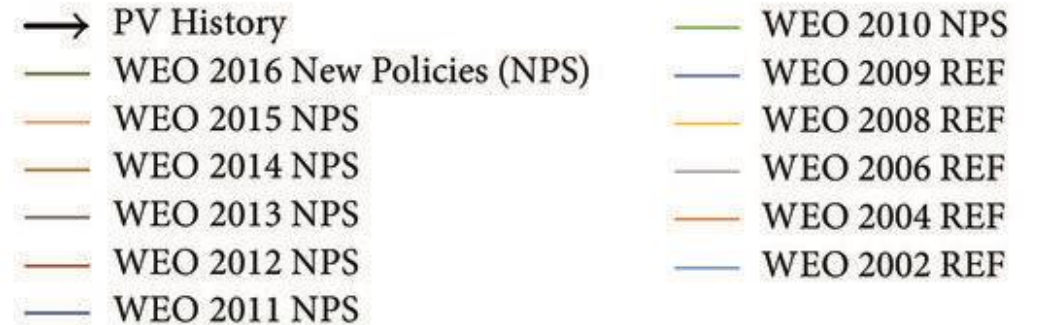 PV History
WEO 2016 New Policies (NPS)
WEO 2015 NPS
WEO 2014 NPS
WEO 2013 NPS
WEO 2012 NPS
WEO 2011 NPS
WEO 2010 NPS
WEO 2009 REF
WEO 2008 REF
WEO 2006 REF
WEO 2004 REF
WEO 2002 REF